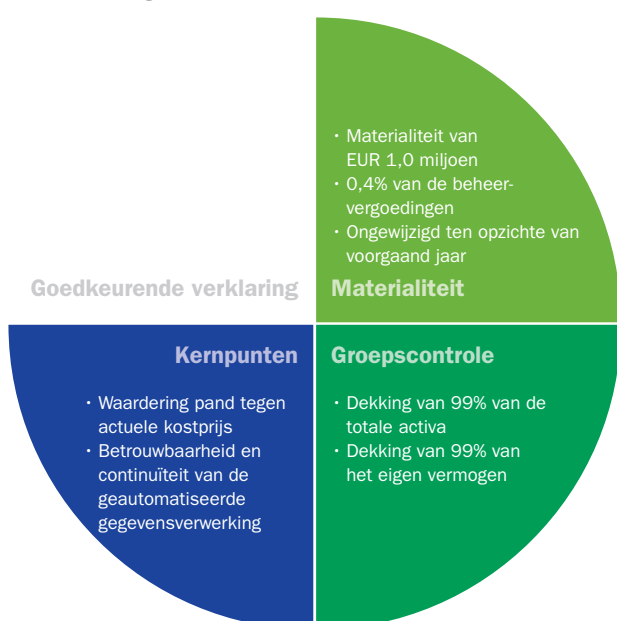 · Materialiteit van
EUR 1,0 miljoen
· 0,4% van de beheer-
vergoedingen
· Ongewijzigd ten opzichte van
voorgaand jaar
Goedkeurende verklaring
Materialiteit
Kernpunten
· Waardering pand tegen
actuele kostprijs
· Betrouwbaarheid en
continuïteit van de
geautomatiseerde
gegevensverwerking
Groepscontrole
· Dekking van 99% van de
totale activa
· Dekking van 99% van
het eigen vermogen